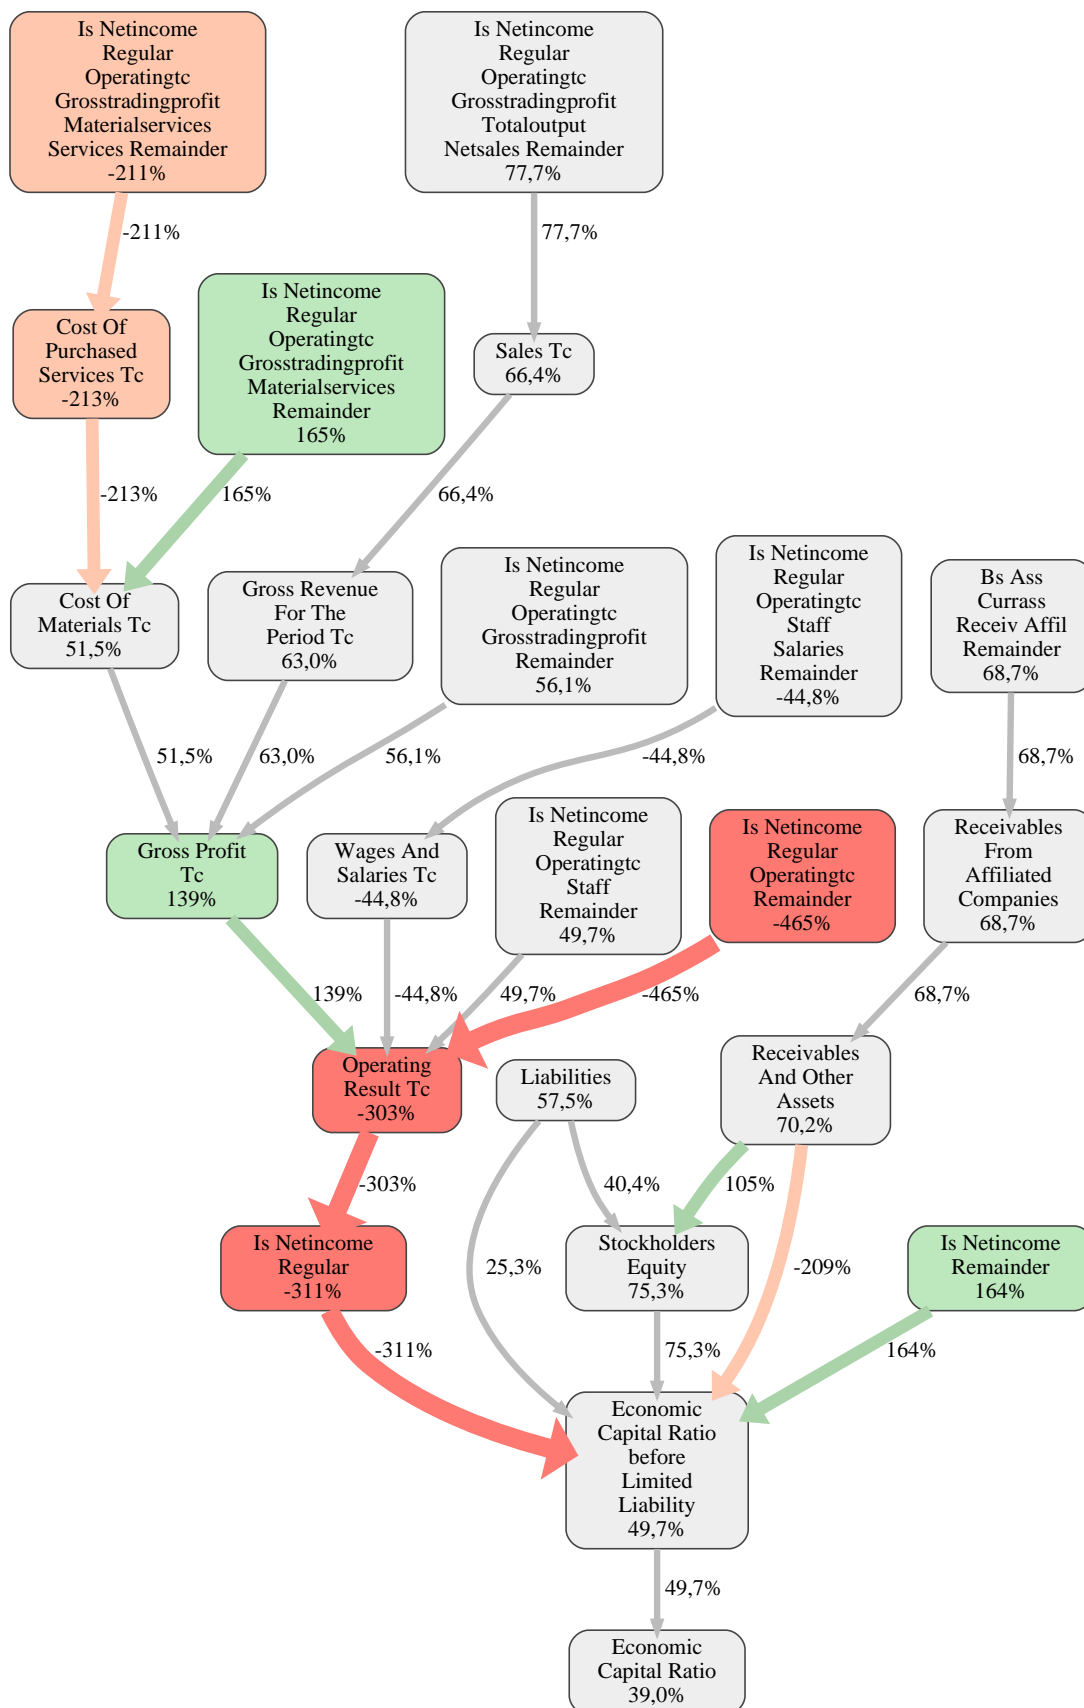 Is Netincome
Regular
Operatingtc
Grosstradingprofit
Materialservices
Services Remainder
-211%
Is Netincome
Regular
Operatingtc
Grosstradingprofit
Totaloutput
Netsales Remainder
77,7%
-211%
77,7%
Cost Of
Purchased
Services Tc
-213%
Is Netincome
Regular
Operatingtc
Grosstradingprofit
Materialservices
Remainder
165%
Sales Tc
66,4%
-213%
165%
66,4%
Cost Of
Materials Tc
51,5%
Gross Revenue
For The
Period Tc
63,0%
Is Netincome
Regular
Operatingtc
Grosstradingprofit
Remainder
56,1%
Is Netincome
Regular
Operatingtc
Staff
Salaries
Remainder
-44,8%
Bs Ass
Currass
Receiv Affil
Remainder
68,7%
51,5%
63,0%
56,1%
-44,8%
68,7%
Gross Profit
Tc
139%
Wages And
Salaries Tc
-44,8%
Is Netincome
Regular
Operatingtc
Staff
Remainder
49,7%
Is Netincome
Regular
Operatingtc
Remainder
-465%
Receivables
From
Affiliated
Companies
68,7%
139%
-44,8%
49,7%
-465%
68,7%
Operating
Result Tc
-303%
Liabilities
57,5%
Receivables
And Other
Assets
70,2%
-303%
40,4%
105%
Is Netincome
Regular
-311%
25,3%
Stockholders
Equity
75,3%
-209%
Is Netincome
Remainder
164%
-311%
75,3%
164%
Economic
Capital Ratio
before
Limited
Liability
49,7%
49,7%
Economic
Capital Ratio
39,0%